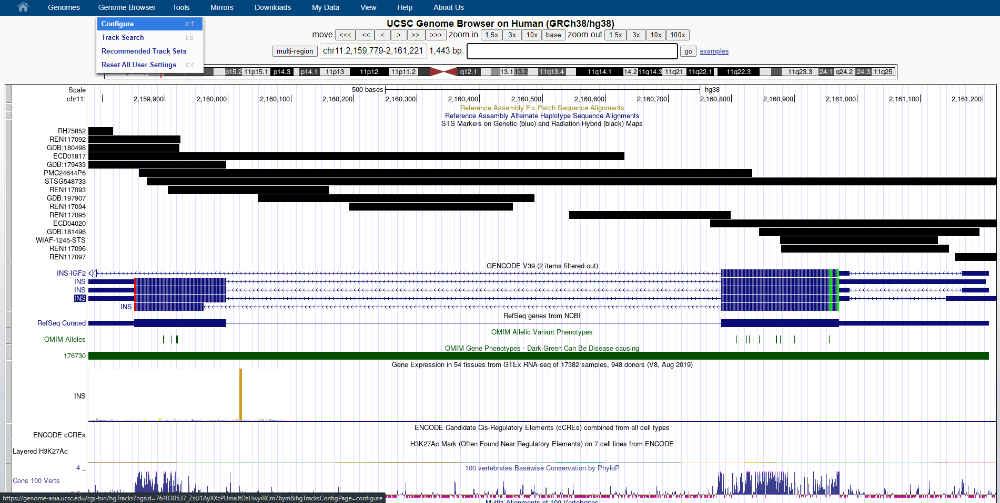 Genomes Genome Browser Tools Mirrors Downloads My Data View Help About Us
Configure c f
Track Search t s
Recommended Track Sets
Reset All User Settings c r
UCSC Genome Browser on Human (GRCh38/hg38)
move <<< << < > >> >>> zoom in 1.5x 3x 10x base zoom out 1.5x 3x 10x 100x
multi-region chr11:2,159,779-2,161,221 1,443 bp. go examples
p15.2 11p15.1 p14.3 p14.1 11p13 11p12 11p11.2 q12.1 13.1 13.2 11q13.4 11q14.1 14.2 11q14.3 11q21 11q22.1 11q22.3 11q23.3 24.1 q24.2 24.3 11q25
Scale 500 bases hg38
chr11: 2,159,900 2,160,000 2,160,100 2,160,200 2,160,300 2,160,400 2,160,500 2,160,600 2,160,700 2,160,800 2,160,900 2,161,000 2,161,100 2,161,200
Reference Assembly Fix Patch Sequence Alignments
Reference Assembly Alternate Haplotype Sequence Alignments
STS Markers on Genetic (blue) and Radiation Hybrid (black) Maps
RH75852
REN117092
GDB:180498
ECD01817
GDB:179433
PMC24644P6
STSG548733
REN117093
GDB:197907
REN117094
REN117095
ECD04020
GDB:181496
WIAF-1245-STS
REN117096
REN117097
GENCODE V39 (2 items filtered out)
INS-IGF2
INS
INS
INS
INS
RefSeq genes from NCBI
RefSeq Curated
OMIM Allelic Variant Phenotypes
OMIM Alleles
OMIM Gene Phenotypes - Dark Green Can Be Disease-causing
176730
Gene Expression in 54 tissues from GTEx RNA-seq of 17382 samples, 948 donors (V8, Aug 2019)
INS
ENCODE Candidate Cis-Regulatory Elements (cCREs) combined from all cell types
ENCODE cCREs
H3K27Ac Mark (Often Found Near Regulatory Elements) on 7 cell lines from ENCODE
Layered H3K27Ac
100 vertebrates Basewise Conservation by PhyloP
4 _
Cons 100 Verts
https://genome-asia.ucsc.edu/cgi-bin/hgTracks?hgsid=764030537_ZsU1AyXXzPUmaJtDzHwyiRCm76ym&hgTracksConfigPage=configure
Multiz Alignments of 100 Vertebrates